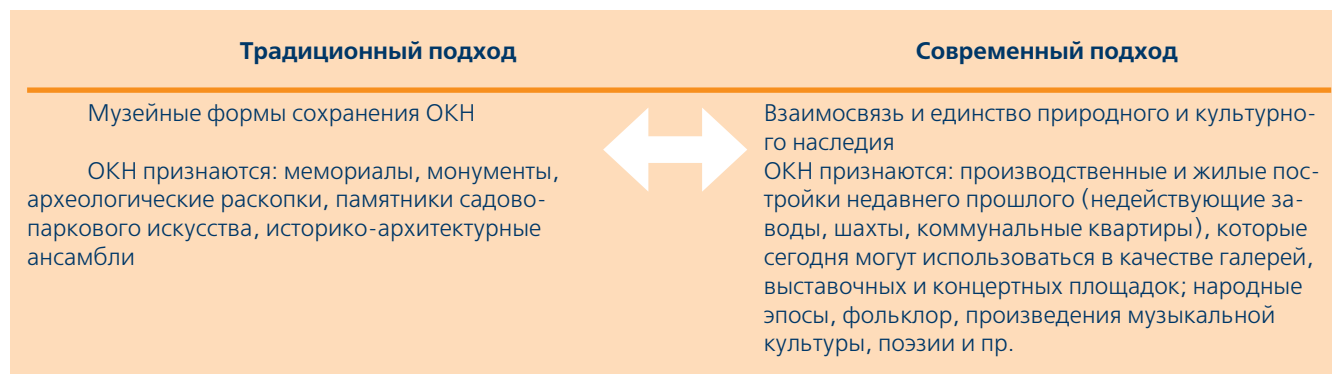 Традиционный подход
Музейные формы сохранения ОКН
ОКН признаются: мемориалы, монументы,
археологические раскопки, памятники садово-
паркового искусства, историко-архитектурные
ансамбли
Современный подход
Взаимосвязь и единство природного и культурно-
го наследия
ОКН признаются: производственные и жилые пос-
тройки недавнего прошлого (недействующие за-
воды, шахты, коммунальные квартиры), которые
сегодня могут использоваться в качестве галерей,
выставочных и концертных площадок; народные
эпосы, фольклор, произведения музыкальной
культуры, поэзии и пр.